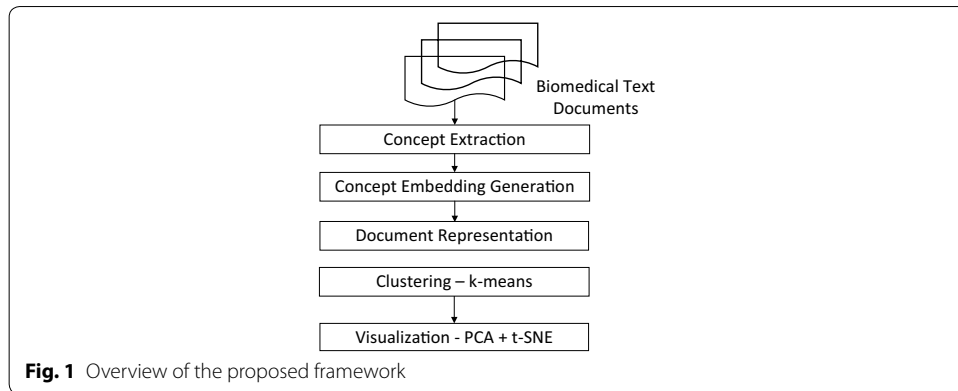 Biomedical Text
Documents
Concept Extraction
Concept Embedding Generation
Document Representation
Clustering – k-means
Visualization - PCA + t-SNE
Fig. 1 Overview of the proposed framework